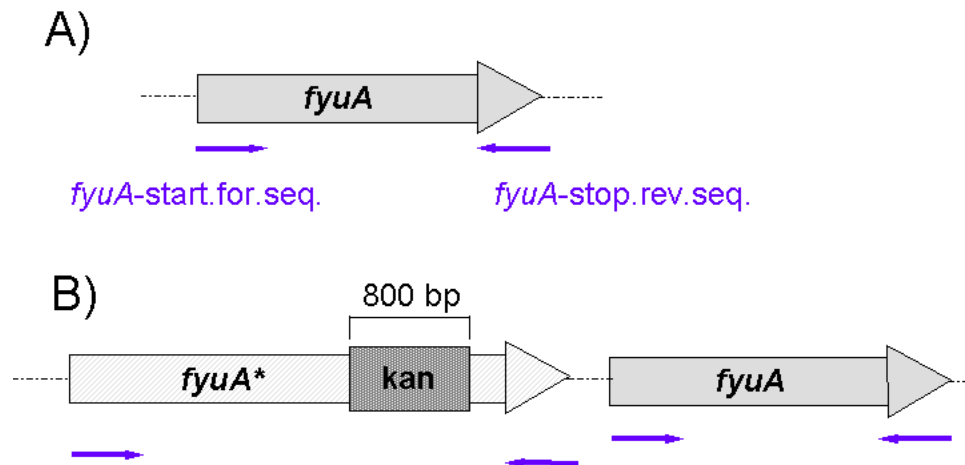 A)
fyuA
fyuA-start.for.seq. fyuA-stop.rev.seq.
B)
800 bp
fyuA* kan fyuA